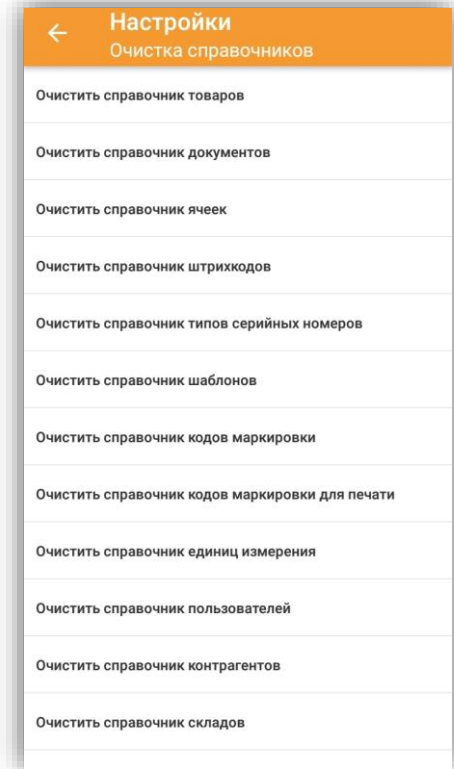 Настройки
Очистка справочников
Очистить справочник товаров
Очистить справочник документов
Очистить справочник ячеек
Очистить справочник штрихкодов
Очистить справочник типов серийных номеров
Очистить справочник шаблонов
Очистить справочник кодов маркировки
Очистить справочник кодов маркировки для печати
Очистить справочник единиц измерения
Очистить справочник пользователей
Очистить справочник контрагентов
Очистить справочник складов